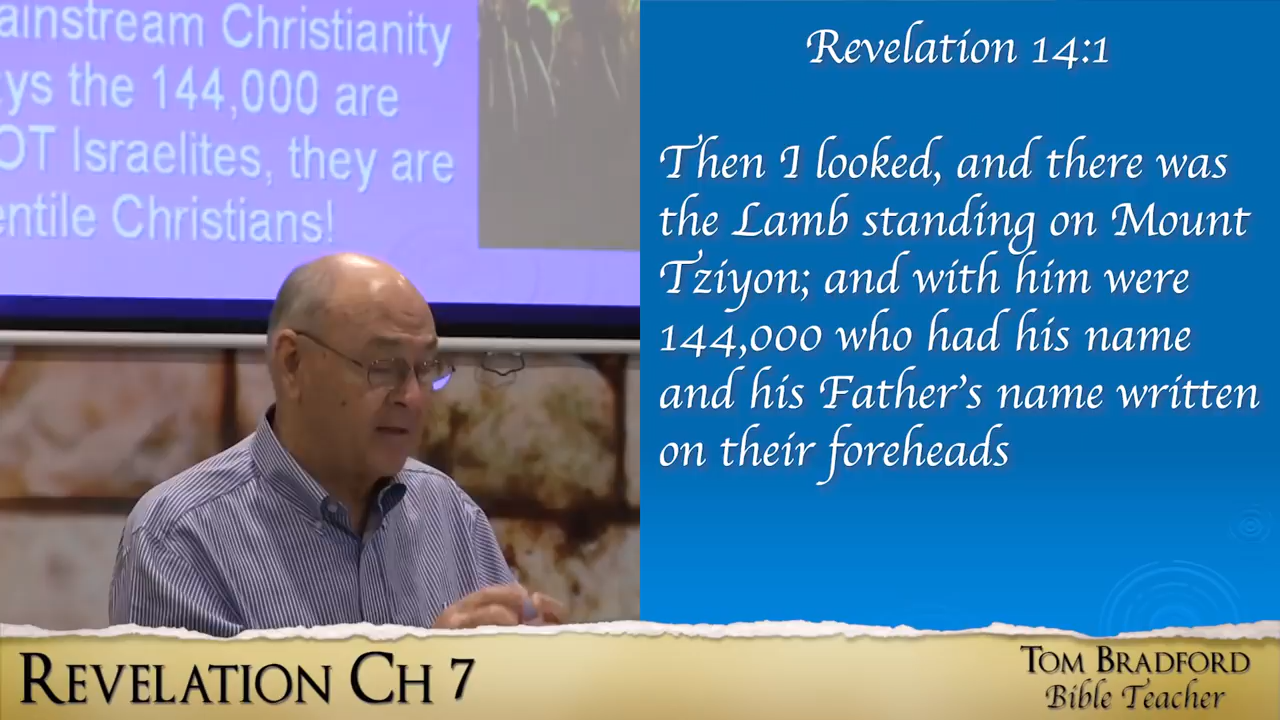 ainstream Christianity
ys the 144,000 are
OT Israelites, they are
entile Christians!
Revelation 14:1
Then I looked, and there was
the Lamb standing on Mount
Tziyon; and with him were
144,000 who had his name
and his Father's name written
on their foreheads
Revelation Ch 7
Tom Bradford
Bible Teacher